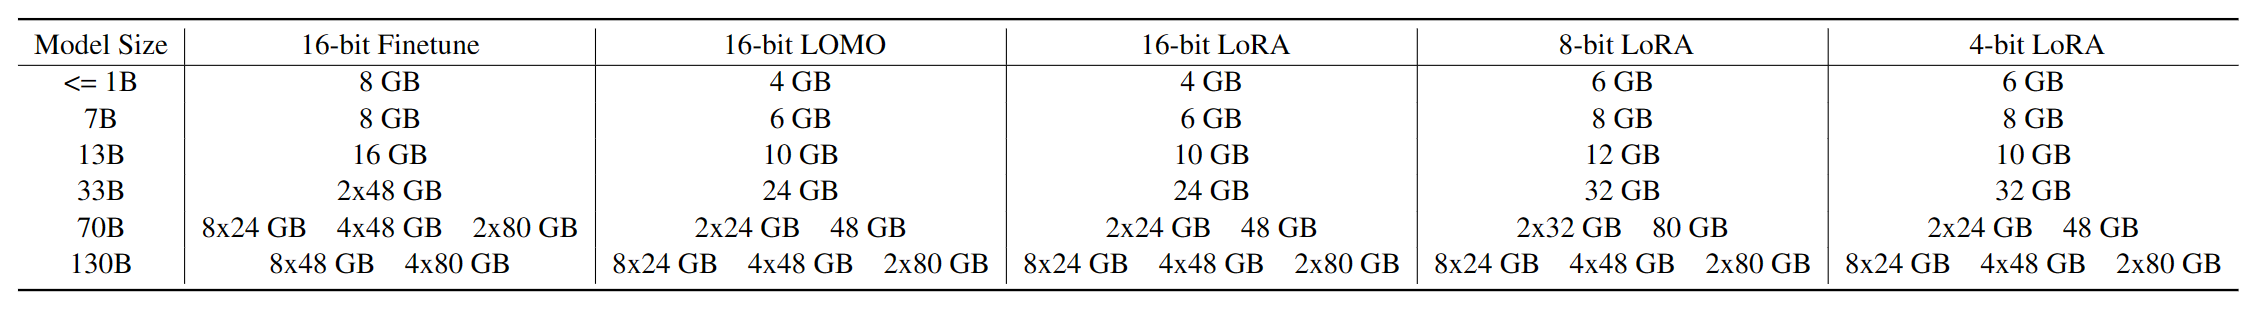 Model Size 16-bit Finetune 16-bit LOMO 16-bit LoRA 8-bit LoRA 4-bit LoRA
<= 1B 8 GB 4 GB 4 GB 6 GB 6 GB
7B 8 GB 6 GB 6 GB 8 GB 8 GB
13B 16 GB 10 GB 10 GB 12 GB 10 GB
33B 2x48 GB 24 GB 24 GB 32 GB 32 GB
70B 8x24 GB 4x48 GB 2x80 GB 2x24 GB 48 GB 2x24 GB 48 GB 2x32 GB 80 GB 2x24 GB 48 GB
130B 8x48 GB 4x80 GB 8x24 GB 4x48 GB 2x80 GB 8x24 GB 4x48 GB 2x80 GB 8x24 GB 4x48 GB 2x80 GB 8x24 GB 4x48 GB 2x80 GB